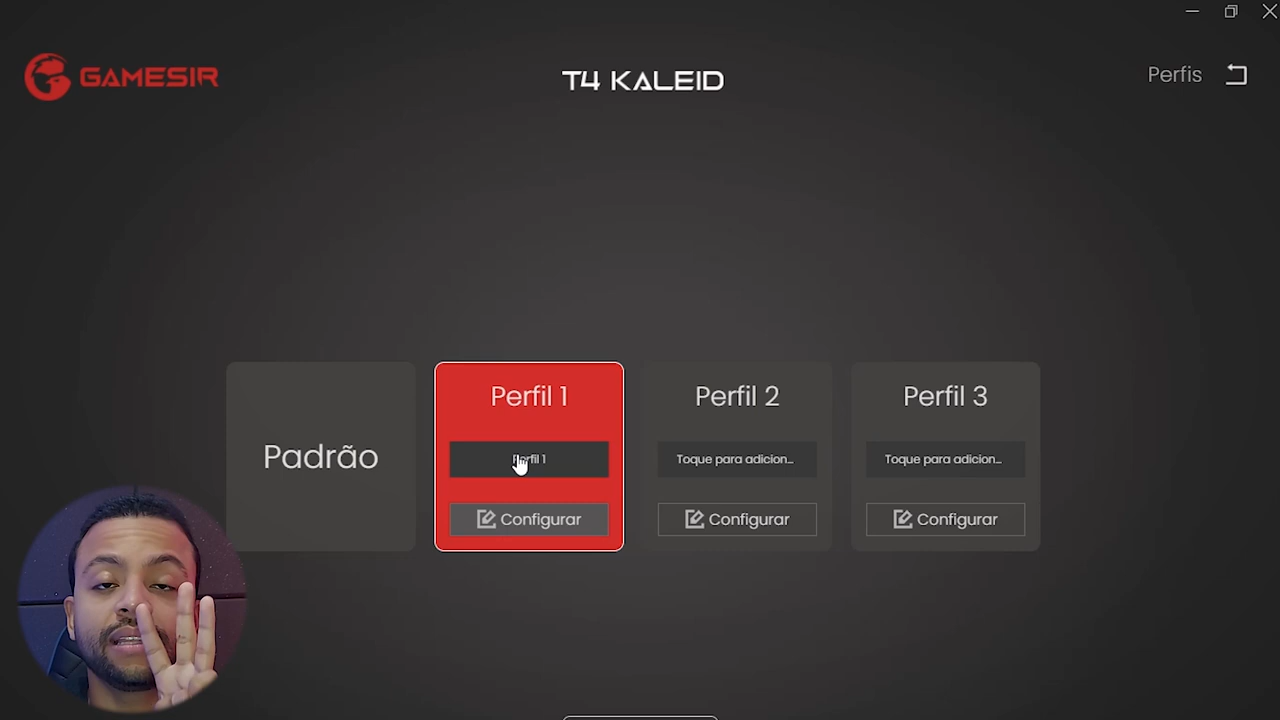 GAMESIR
T4 KALEID
Perfis
Padrão
Perfil 1
Perfil 1
Configurar
Perfil 2
Toque para adicion...
Configurar
Perfil 3
Toque para adicion...
Configurar